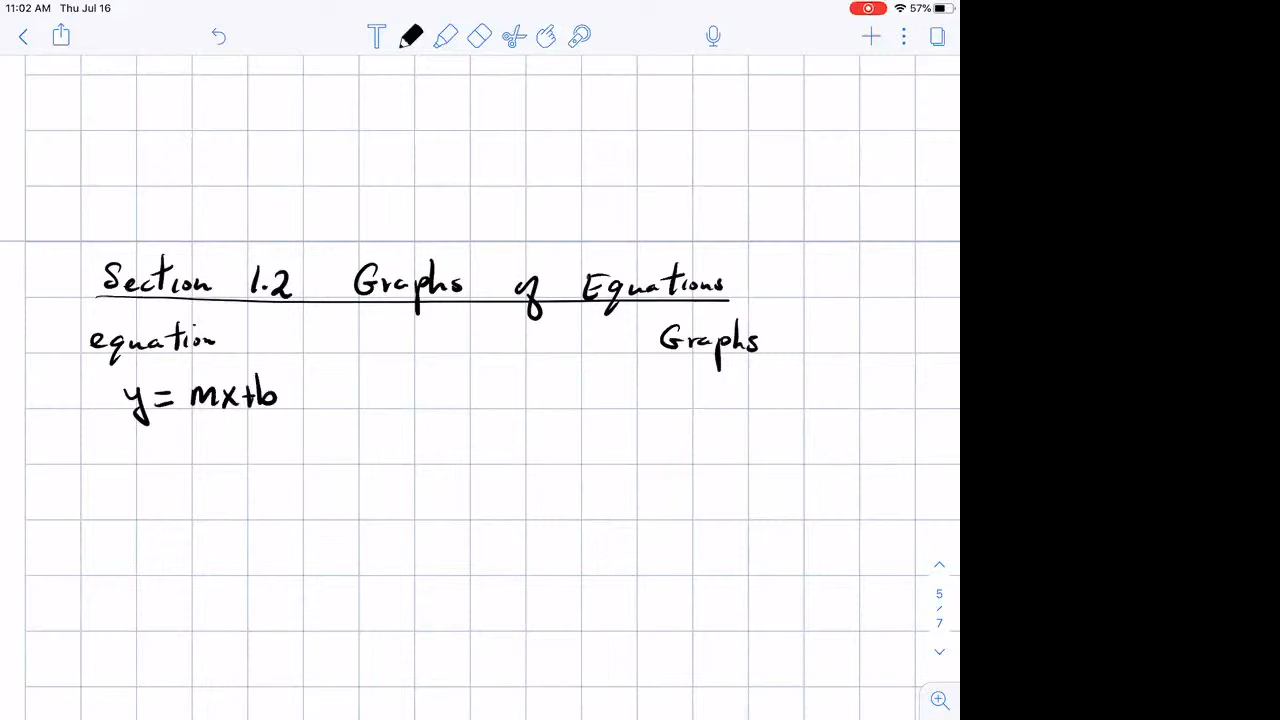 11:02 AM Thu Jul 16 57%
T
Section 1.2 Graphs of Equations
equation Graphs
y = mx+b
5
/
7